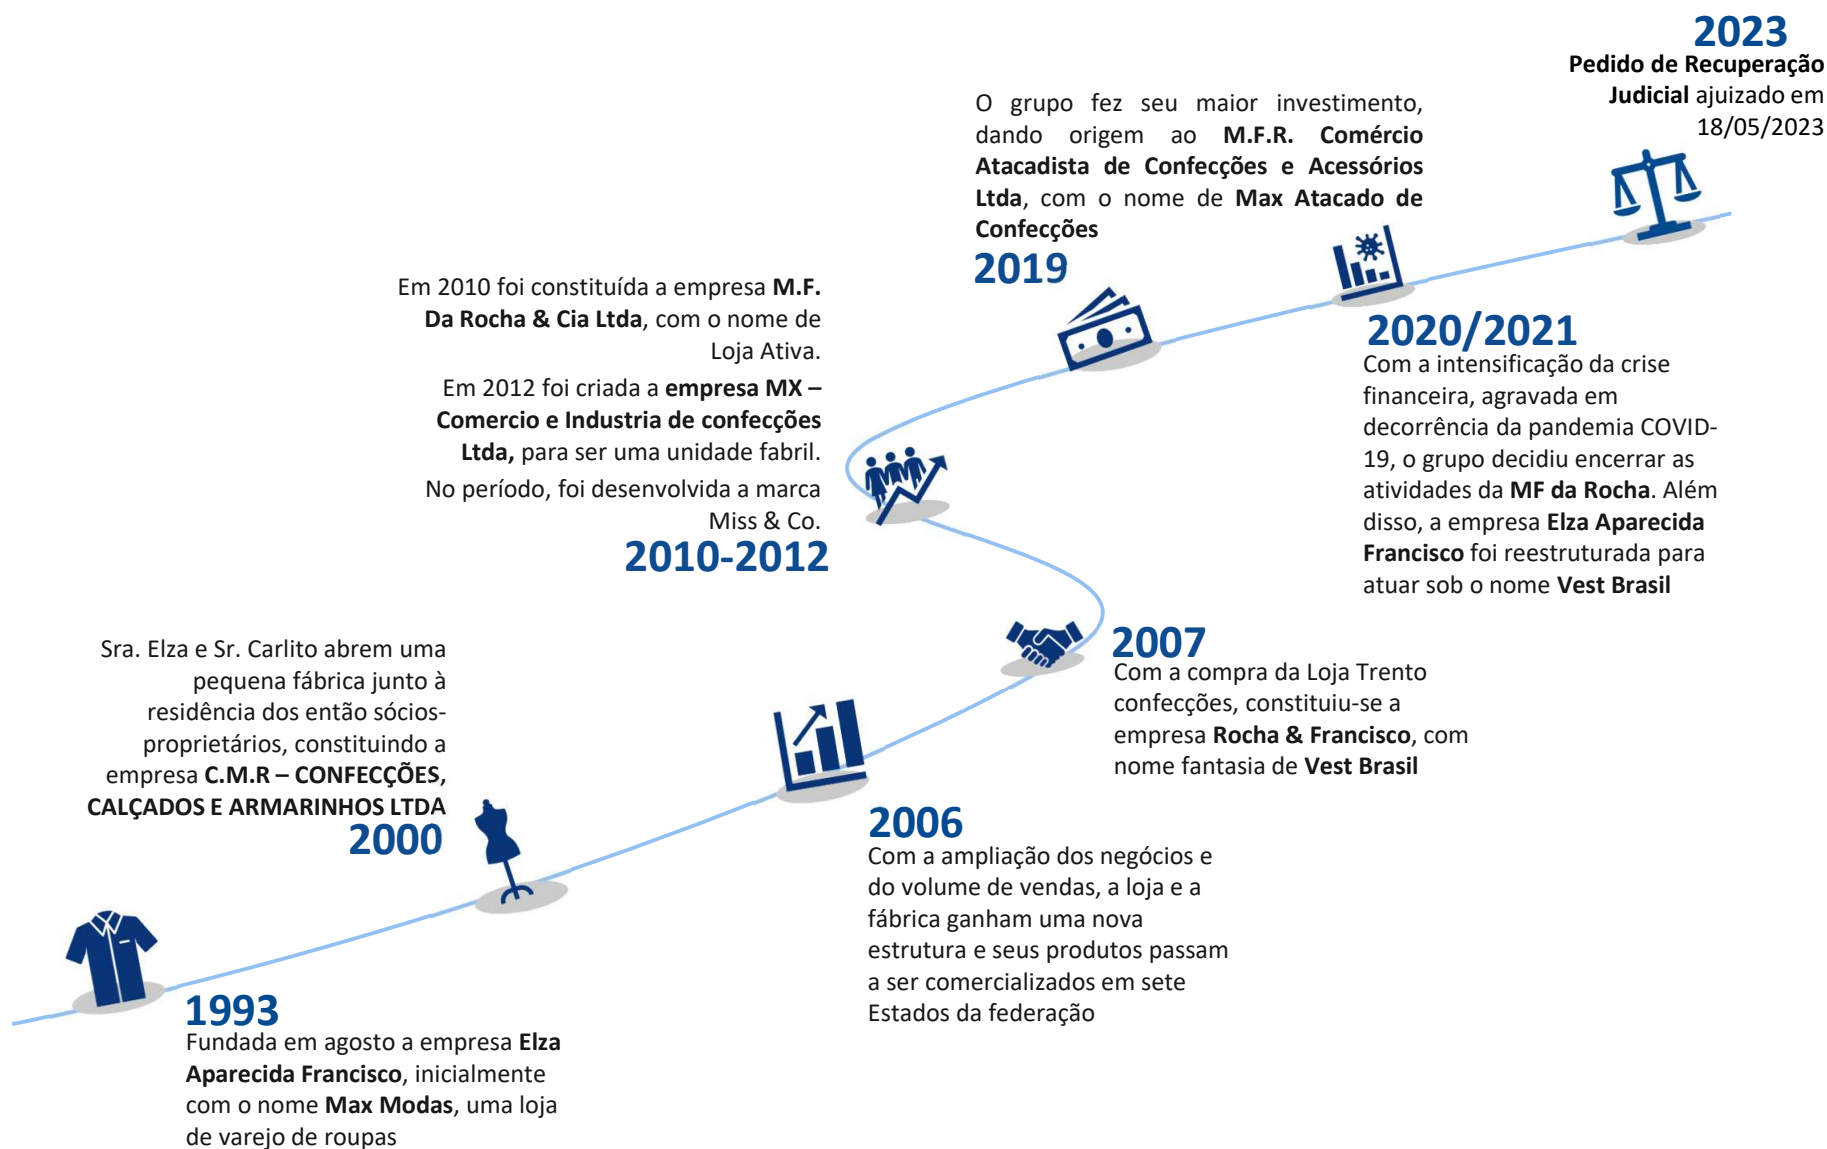 2023
Pedido de Recuperação
Judicial ajuizado em
18/05/2023
O grupo fez seu maior investimento,
dando origem ao M.F.R. Comércio
Atacadista de Confecções e Acessórios
Ltda, com o nome de Max Atacado de
Confecções
2019
Em 2010 foi constituída a empresa M.F.
Da Rocha & Cia Ltda, com o nome de
Loja Ativa.
Em 2012 foi criada a empresa MX –
Comercio e Industria de confecções
Ltda, para ser uma unidade fabril.
No período, foi desenvolvida a marca
Miss & Co.
2010-2012
2020/2021
Com a intensificação da crise
financeira, agravada em
decorrência da pandemia COVID-
19, o grupo decidiu encerrar as
atividades da MF da Rocha. Além
disso, a empresa Elza Aparecida
Francisco foi reestruturada para
atuar sob o nome Vest Brasil
2007
Com a compra da Loja Trento
confecções, constituiu-se a
empresa Rocha & Francisco, com
nome fantasia de Vest Brasil
Sra. Elza e Sr. Carlito abrem uma
pequena fábrica junto à
residência dos então sócios-
proprietários, constituindo a
empresa C.M.R – CONFECÇÕES,
CALÇADOS E ARMARINHOS LTDA
2000
2006
Com a ampliação dos negócios e
do volume de vendas, a loja e a
fábrica ganham uma nova
estrutura e seus produtos passam
a ser comercializados em sete
Estados da federação
1993
Fundada em agosto a empresa Elza
Aparecida Francisco, inicialmente
com o nome Max Modas, uma loja
de varejo de roupas